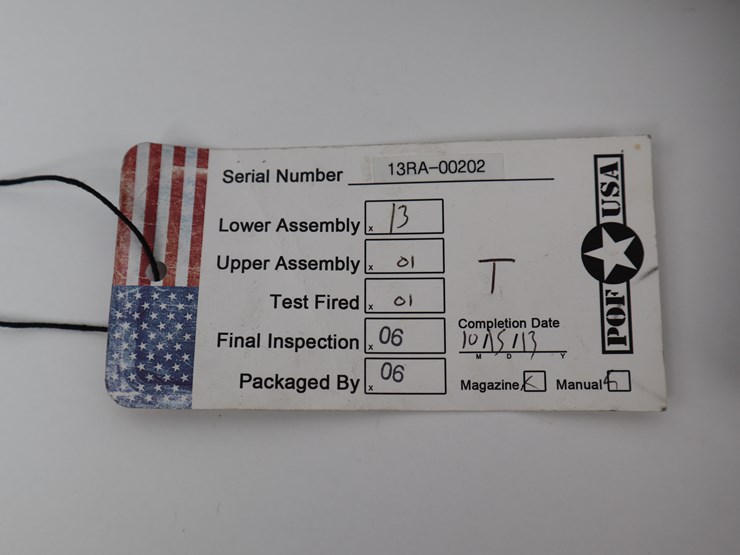 Serial Number 13RA-00202
Lower Assembly x 13
Upper Assembly x 01
Test Fired x 01
Final Inspection x 06
Packaged By x 06
T
Completion Date
10/15/13
M D Y
Magazine Manual
POF USA